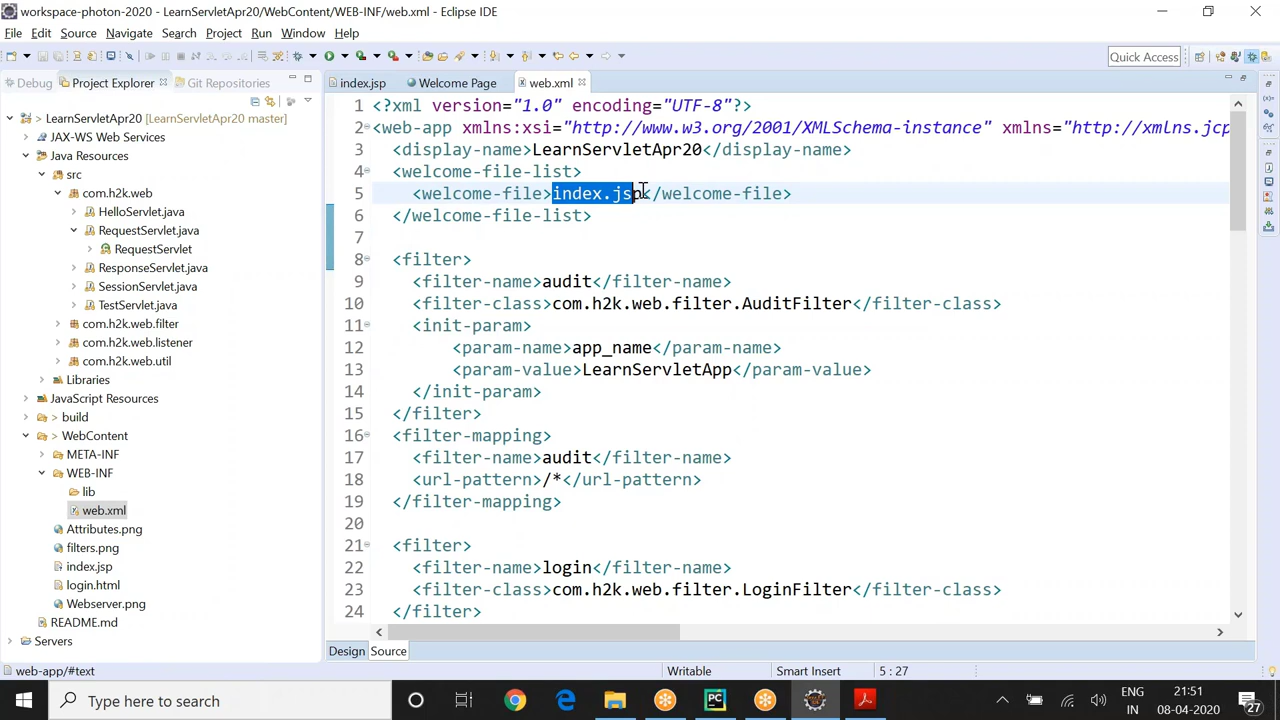 workspace-photon-2020 - LearnServletApr20/WebContent/WEB-INF/web.xml - Eclipse IDE
File Edit Source Navigate Search Project Run Window Help
Quick Access
Debug Project Explorer Git Repositories
index.jsp Welcome Page web.xml
LearnServletApr20 [LearnServletApr20 master]
JAX-WS Web Services
Java Resources
src
com.h2k.web
HelloServlet.java
RequestServlet.java
RequestServlet
ResponseServlet.java
SessionServlet.java
TestServlet.java
com.h2k.web.filter
com.h2k.web.listener
com.h2k.web.util
Libraries
JavaScript Resources
> build
> WebContent
META-INF
WEB-INF
lib
web.xml
Attributes.png
filters.png
index.jsp
login.html
Webserver.png
README.md
Servers
1 <?xml version="1.0" encoding="UTF-8"?>
2 <web-app xmlns:xsi="http://www.w3.org/2001/XMLSchema-instance" xmlns="http://xmlns.jcp
3 <display-name>LearnServletApr20</display-name>
4 <welcome-file-list>
5 <welcome-file>index.jsp</welcome-file>
6 </welcome-file-list>
7
8 <filter>
9 <filter-name>audit</filter-name>
10 <filter-class>com.h2k.web.filter.AuditFilter</filter-class>
11 <init-param>
12 <param-name>app_name</param-name>
13 <param-value>LearnServletApp</param-value>
14 </init-param>
15 </filter>
16 <filter-mapping>
17 <filter-name>audit</filter-name>
18 <url-pattern>/*</url-pattern>
19 </filter-mapping>
20
21 <filter>
22 <filter-name>login</filter-name>
23 <filter-class>com.h2k.web.filter.LoginFilter</filter-class>
24 </filter>
Design Source
web-app/#text Writable Smart Insert 5 : 27
Type here to search
PC
ENG
IN
21:51
08-04-2020
27